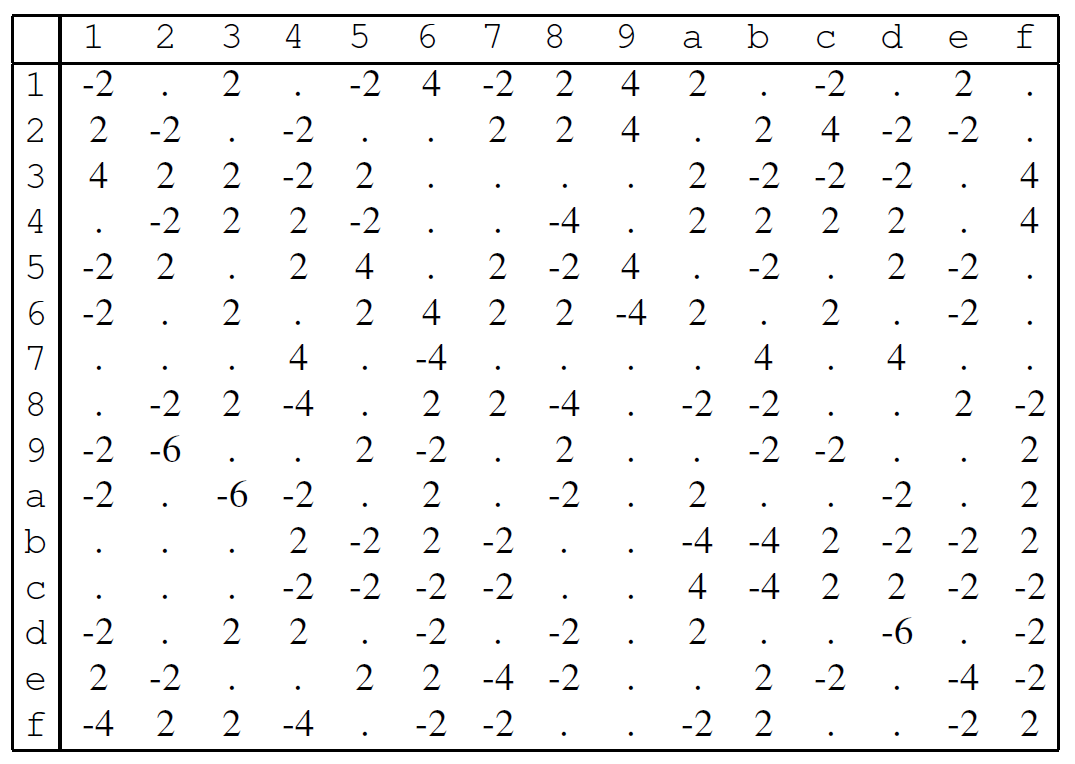 1 2 3 4 5 6 7 8 9 a b c d e f
1 -2 . 2 . -2 4 -2 2 4 2 . -2 . 2 .
2 2 -2 . -2 . . 2 2 4 . 2 4 -2 -2 .
3 4 2 2 -2 2 . . . . 2 -2 -2 -2 . 4
4 . -2 2 2 -2 . . -4 . 2 2 2 2 . 4
5 -2 2 . 2 4 . 2 -2 4 . -2 . 2 -2 .
6 -2 . 2 . 2 4 2 2 -4 2 . 2 . -2 .
7 . . . 4 . -4 . . . . 4 . 4 . .
8 . -2 2 -4 . 2 2 -4 . -2 -2 . . 2 -2
9 -2 -6 . . 2 -2 . 2 . . -2 -2 . . 2
a -2 . -6 -2 . 2 . -2 . 2 . . -2 . 2
b . . . 2 -2 2 -2 . . -4 -4 2 -2 -2 2
c . . . -2 -2 -2 -2 . . 4 -4 2 2 -2 -2
d -2 . 2 2 . -2 . -2 . 2 . . -6 . -2
e 2 -2 . . 2 2 -4 -2 . . 2 -2 . -4 -2
f -4 2 2 -4 . -2 -2 . . -2 2 . . -2 2